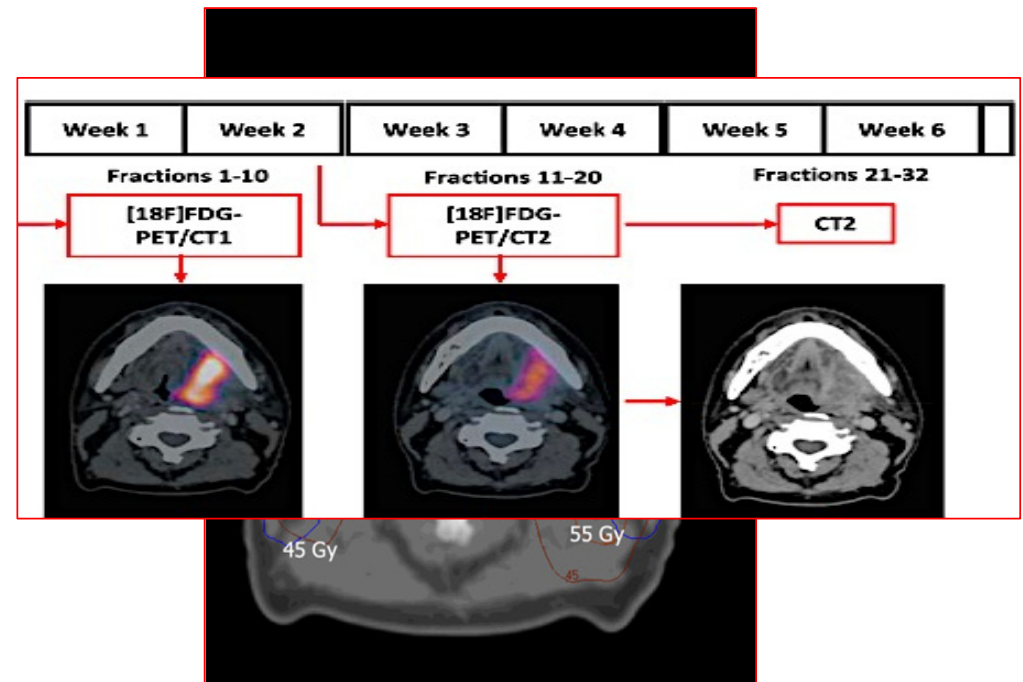 Week 1 Week 2 Week 3 Week 4 Week 5 Week 6
Fractions 1-10 Fractions 11-20 Fractions 21-32
[18F]FDG-
PET/CT1
[18F]FDG-
PET/CT2
CT2
45 Gy
55 Gy
45